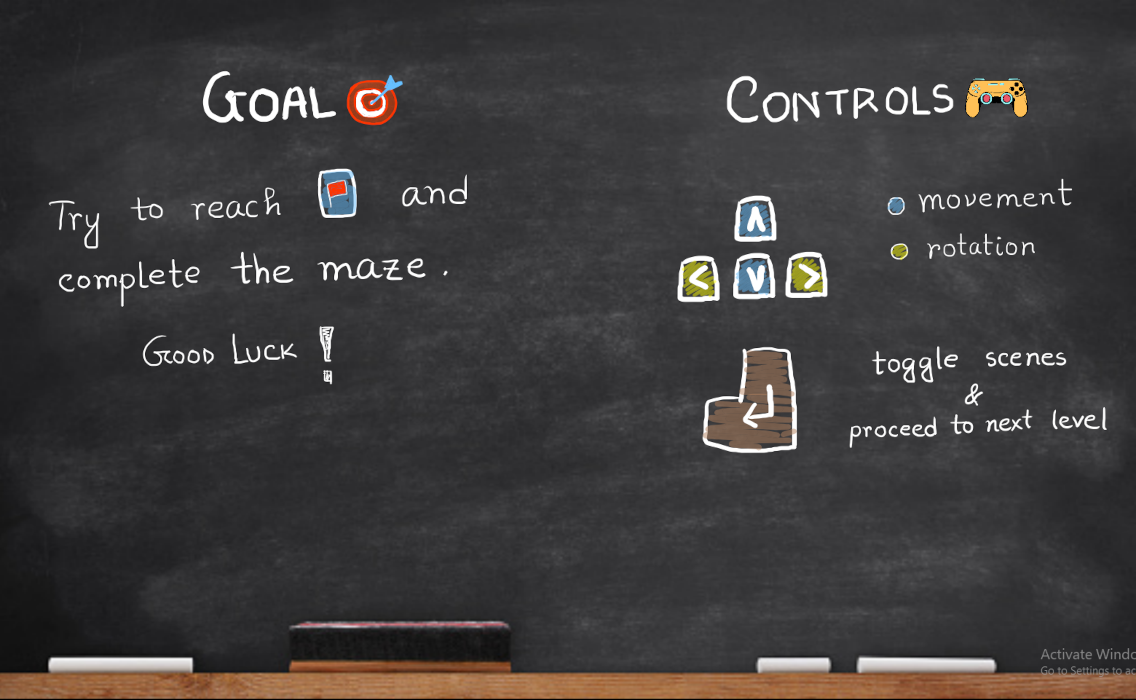 GOAL
Try to reach and
complete the maze.
GOOD LUCK!
CONTROLS
movement
rotation
toggle scenes
&
proceed to next level
Activate Windo
Go to Settings to ac